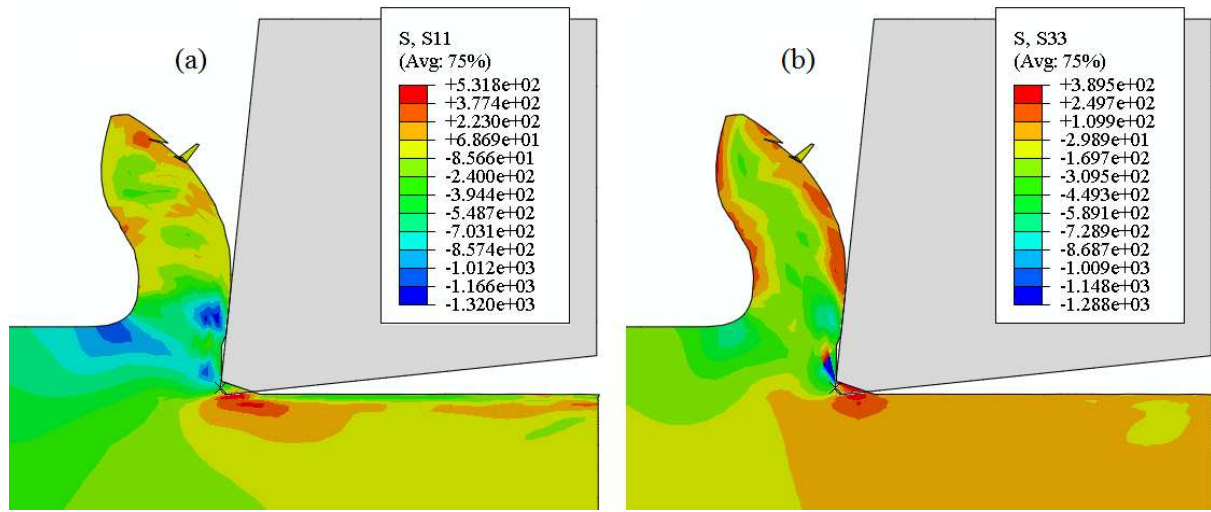 (a)
S, S11
(Avg: 75%)
+5.318e+02
+3.774e+02
+2.230e+02
+6.869e+01
-8.566e+01
-2.400e+02
-3.944e+02
-5.487e+02
-7.031e+02
-8.574e+02
-1.012e+03
-1.166e+03
-1.320e+03
(b)
S, S33
(Avg: 75%)
+3.895e+02
+2.497e+02
+1.099e+02
-2.989e+01
-1.697e+02
-3.095e+02
-4.493e+02
-5.891e+02
-7.289e+02
-8.687e+02
-1.009e+03
-1.148e+03
-1.288e+03